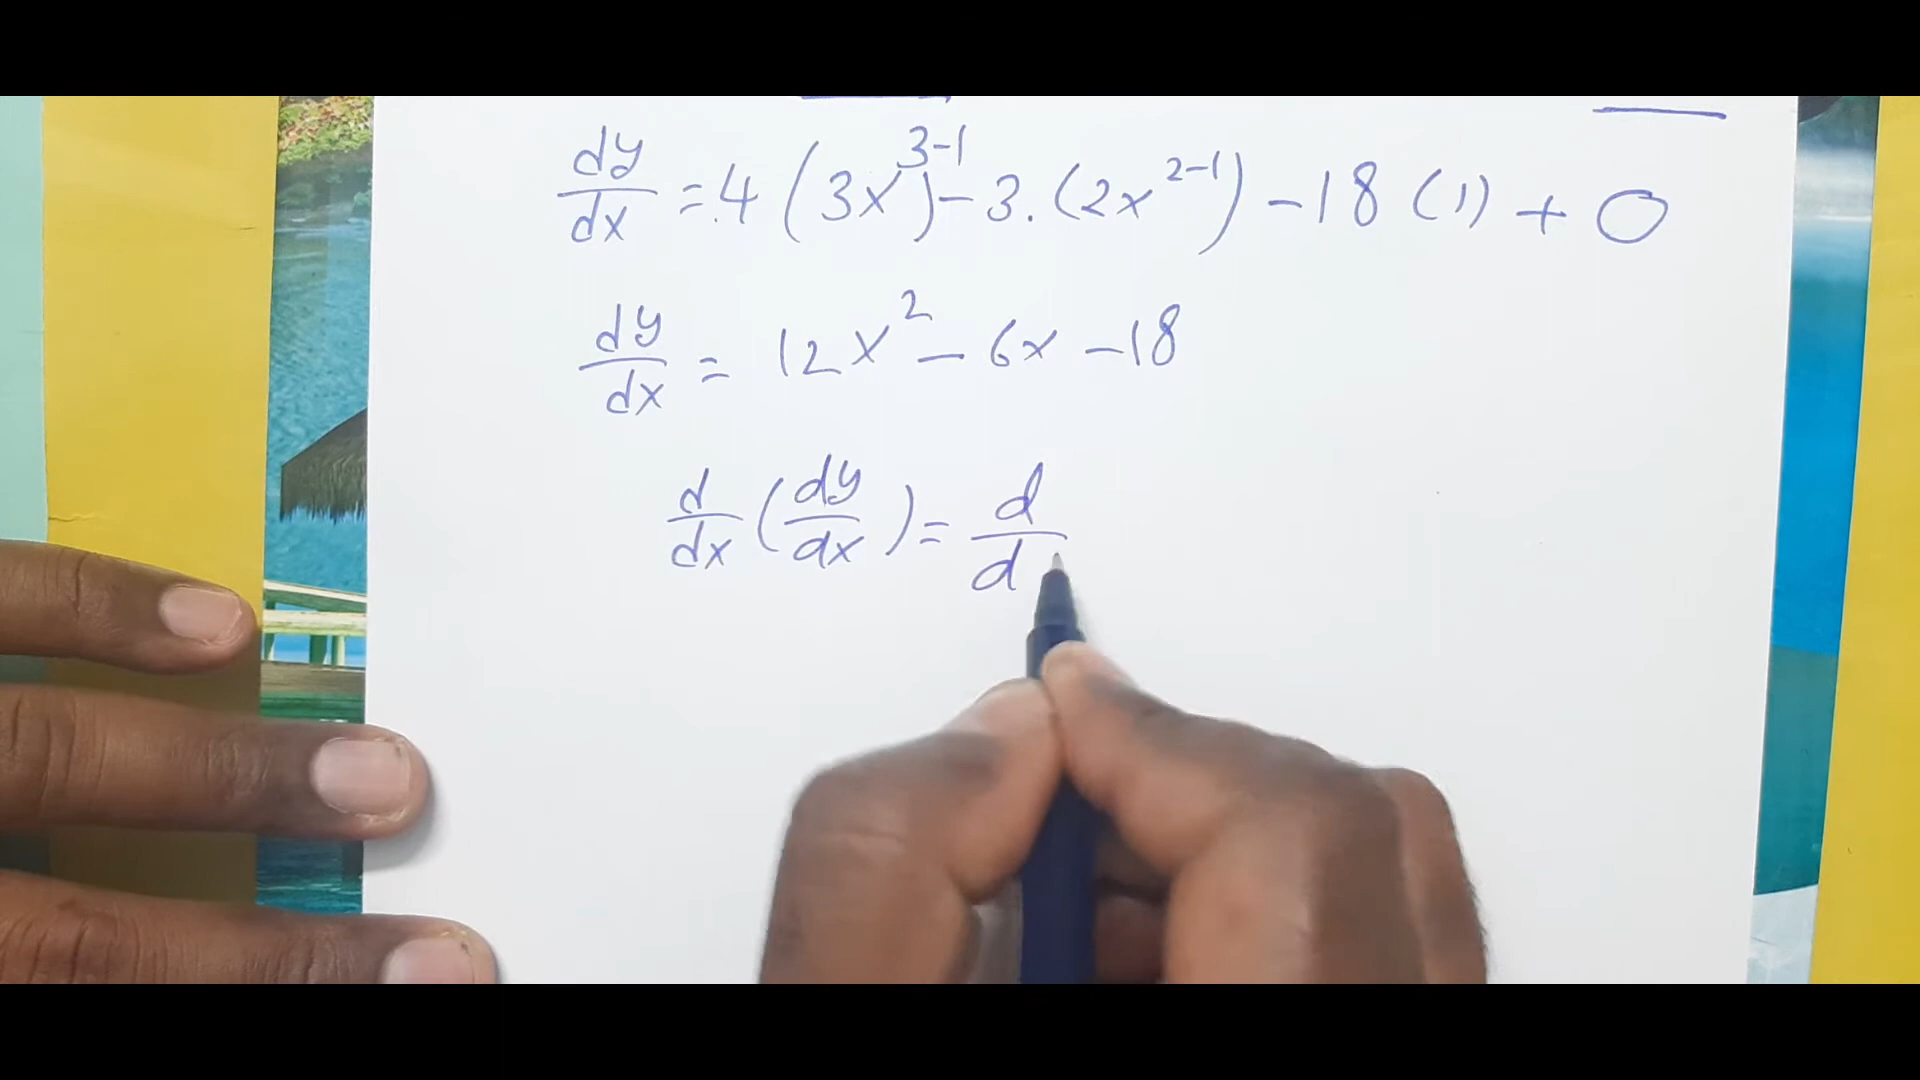 dy/dx = 4 (3x^{3-1}) - 3. (2x^{2-1}) - 18 (1) + 0
dy/dx = 12x^2 - 6x - 18
d/dx (dy/dx) = d/d